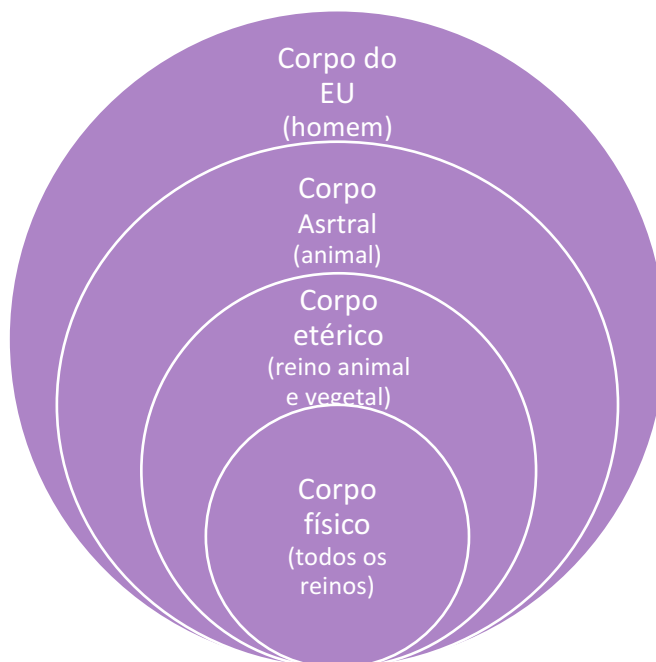 Corpo do
EU
(homem)
Corpo
Asrtral
(animal)
Corpo
etérico
(reino animal
e vegetal)
Corpo
físico
(todos os
reinos)